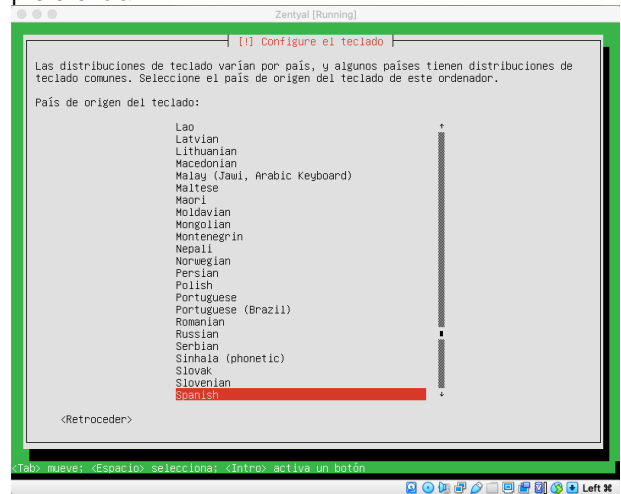 Zentyal [Running]
[!] Configure el teclado
Las distribuciones de teclado varían por país, y algunos países tienen distribuciones de
teclado comunes. Seleccione el país de origen del teclado de este ordenador.
País de origen del teclado:
Lao
Latvian
Lithuanian
Macedonian
Malay (Jawi, Arabic Keyboard)
Maltese
Maori
Moldavian
Mongolian
Montenegrin
Nepali
Norwegian
Persian
Polish
Portuguese
Portuguese (Brazil)
Romanian
Russian
Serbian
Sinhala (phonetic)
Slovak
Slovenian
Spanish
<Retroceder>
<Tab> mueve; <Espacio> selecciona; <Intro> activa un botón
Left ⌘